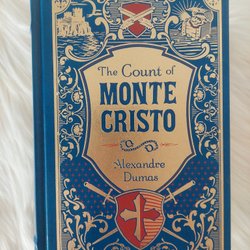 The Count of
MONTE
CRISTO
Alexandre
Dumas